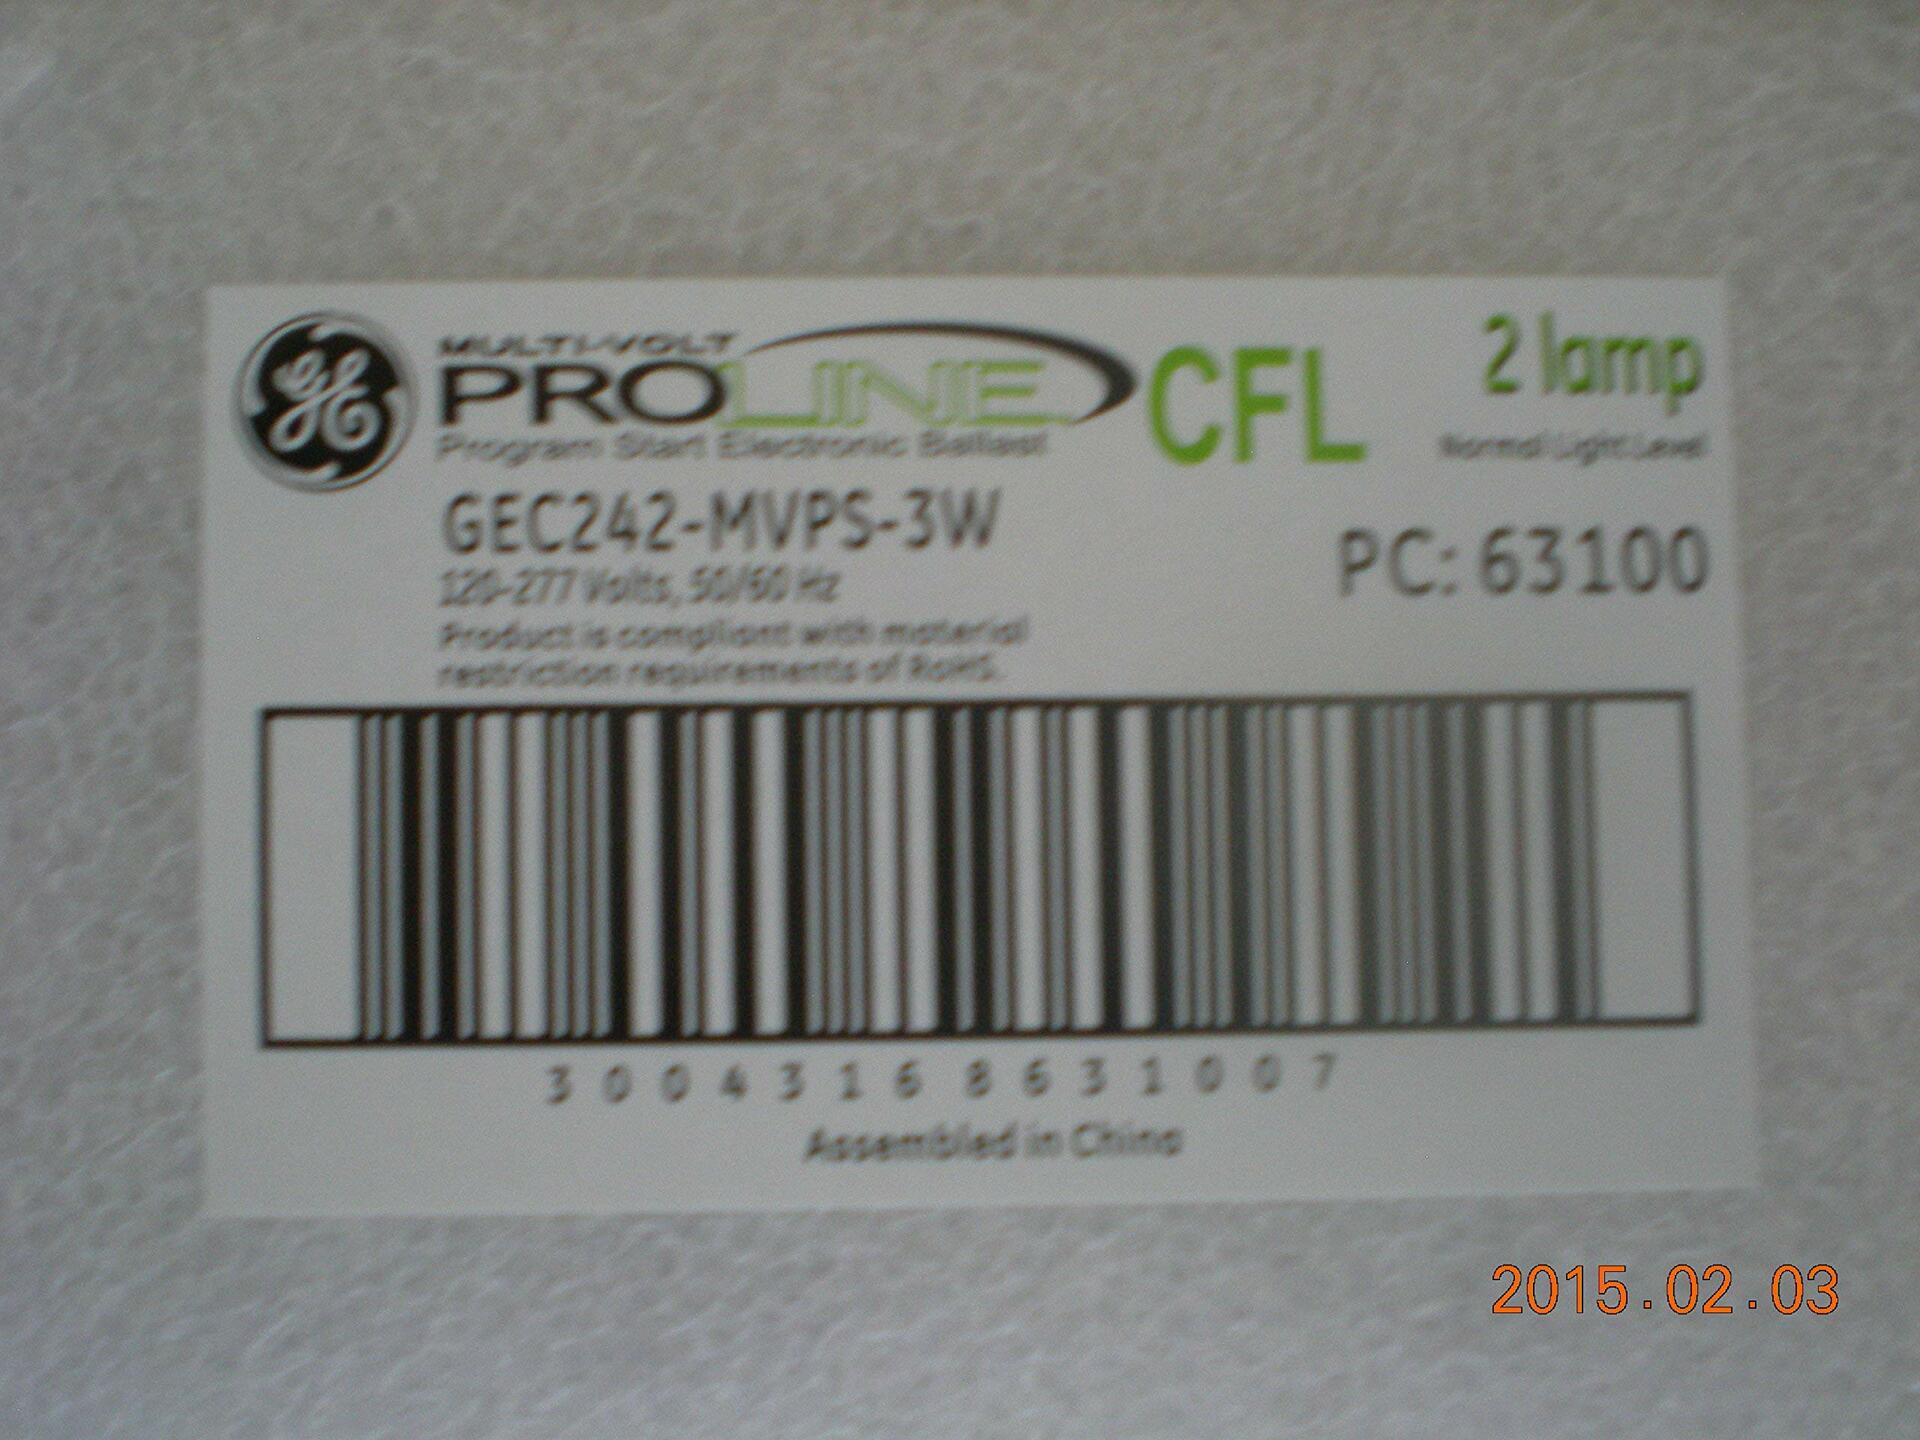 GE
MULTI-VOLT
PROLINE CFL
Program Start Electronic Ballast
2 lamp
Normal Light Level
GEC242-MVPS-3W
PC: 63100
120-277 Volts, 50/60 Hz
Product is compliant with material
restriction requirements of RoHS.
3 0 0 4 3 1 6 8 6 3 1 0 0 7
Assembled in China
2015.02.03